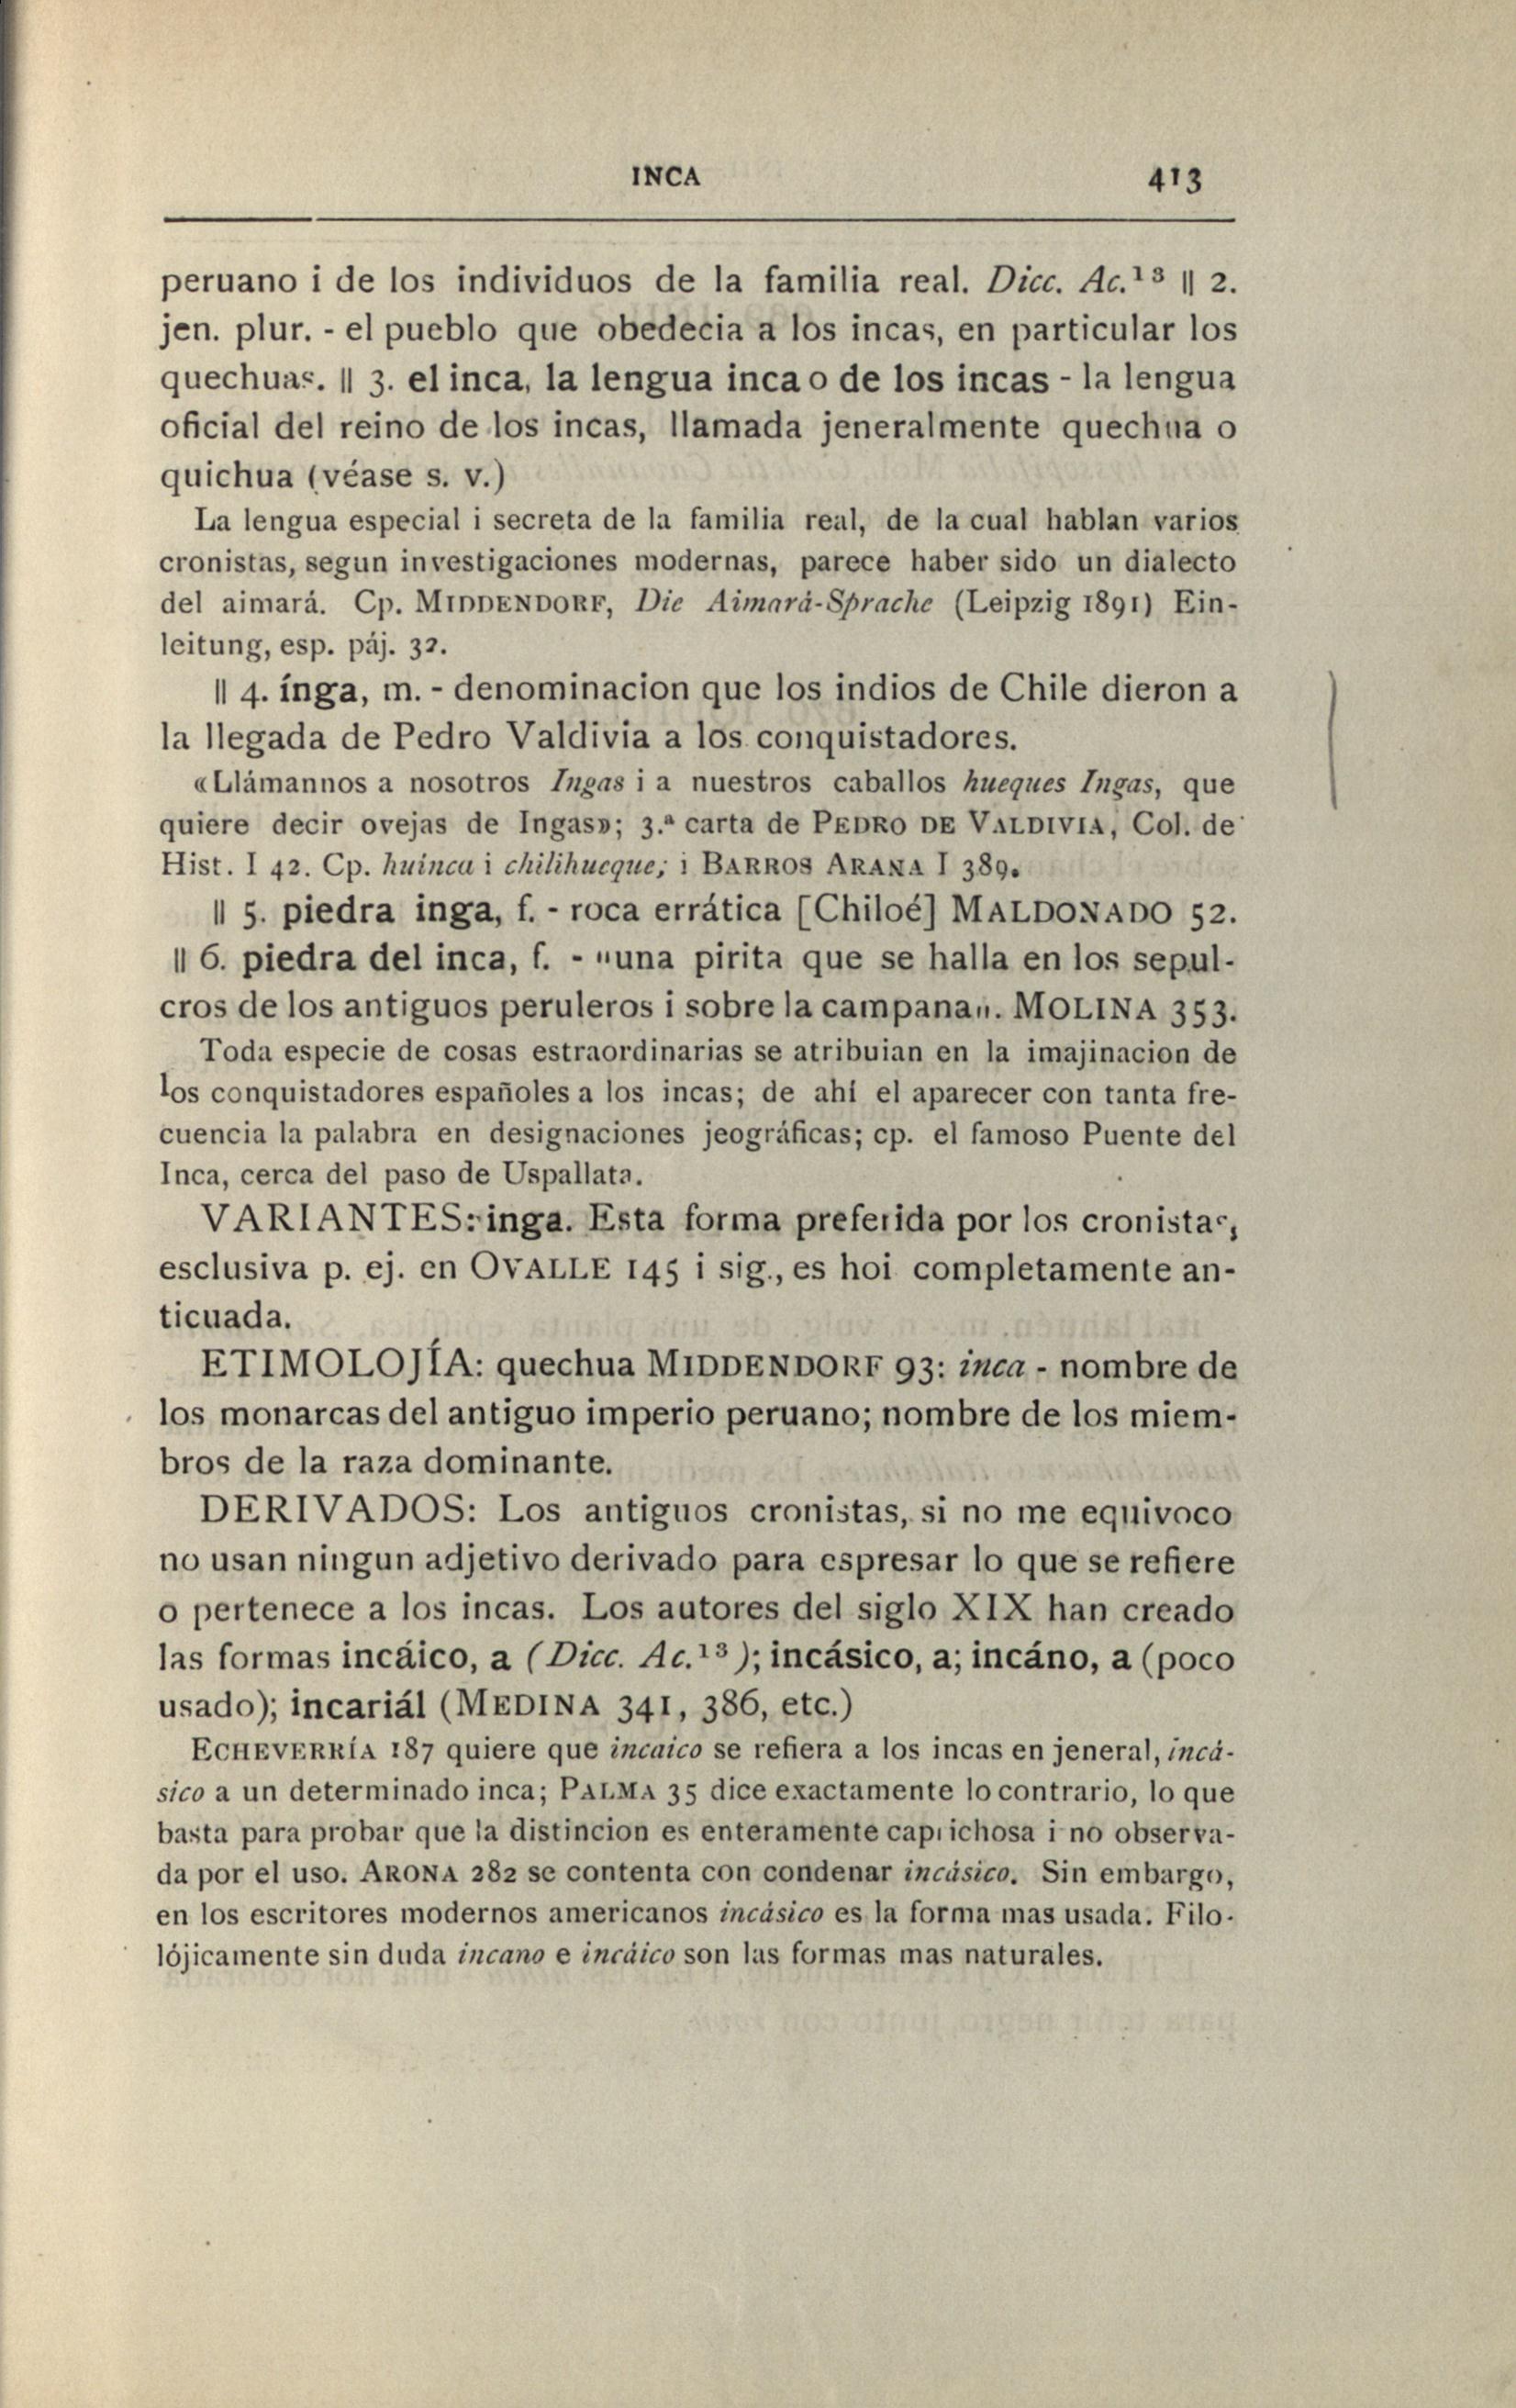 INCA 413
peruano i de los individuos de la familia real. Dicc. Ac.¹³ || 2.
jen. plur. - el pueblo que obedecia a los incas, en particular los
quechuas. || 3. el inca, la lengua inca o de los incas - la lengua
oficial del reino de los incas, llamada jeneralmente quechua o
quichua (véase s. v.)
La lengua especial i secreta de la familia real, de la cual hablan varios
cronistas, segun investigaciones modernas, parece haber sido un dialecto
del aimará. Cp. MIDDENDORF, Die Aimará-Sprache (Leipzig 1891) Ein-
leitung, esp. páj. 32.
|| 4. ínga, m. - denominacion que los indios de Chile dieron a
la llegada de Pedro Valdivia a los conquistadores.
«Llámannos a nosotros Ingas i a nuestros caballos hueques Ingas, que
quiere decir ovejas de Ingas»; 3.ª carta de PEDRO DE VALDIVIA, Col. de
Hist. I 42. Cp. huinca i chilihueque; i BARROS ARANA I 389.
|| 5. piedra inga, f. - roca errática [Chiloé] MALDONADO 52.
|| 6. piedra del inca, f. - "una pirita que se halla en los sepul-
cros de los antiguos peruleros i sobre la campana". MOLINA 353.
Toda especie de cosas estraordinarias se atribuian en la imajinacion de
los conquistadores españoles a los incas; de ahí el aparecer con tanta fre-
cuencia la palabra en designaciones jeográficas; cp. el famoso Puente del
Inca, cerca del paso de Uspallata.
VARIANTES: inga. Esta forma preferida por los cronistas,
esclusiva p. ej. en OVALLE 145 i sig., es hoi completamente an-
ticuada.
ETIMOLOJÍA: quechua MIDDENDORF 93: inca - nombre de
los monarcas del antiguo imperio peruano; nombre de los miem-
bros de la raza dominante.
DERIVADOS: Los antiguos cronistas, si no me equivoco
no usan ningun adjetivo derivado para espresar lo que se refiere
o pertenece a los incas. Los autores del siglo XIX han creado
las formas incáico, a (Dicc. Ac.¹³); incásico, a; incáno, a (poco
usado); incariál (MEDINA 341, 386, etc.)
ECHEVERRÍA 187 quiere que incaico se refiera a los incas en jeneral, incá-
sico a un determinado inca; PALMA 35 dice exactamente lo contrario, lo que
basta para probar que la distincion es enteramente caprichosa i no observa-
da por el uso. ARONA 282 se contenta con condenar incásico. Sin embargo,
en los escritores modernos americanos incásico es la forma mas usada. Filo-
lójicamente sin duda incano e incáico son las formas mas naturales.